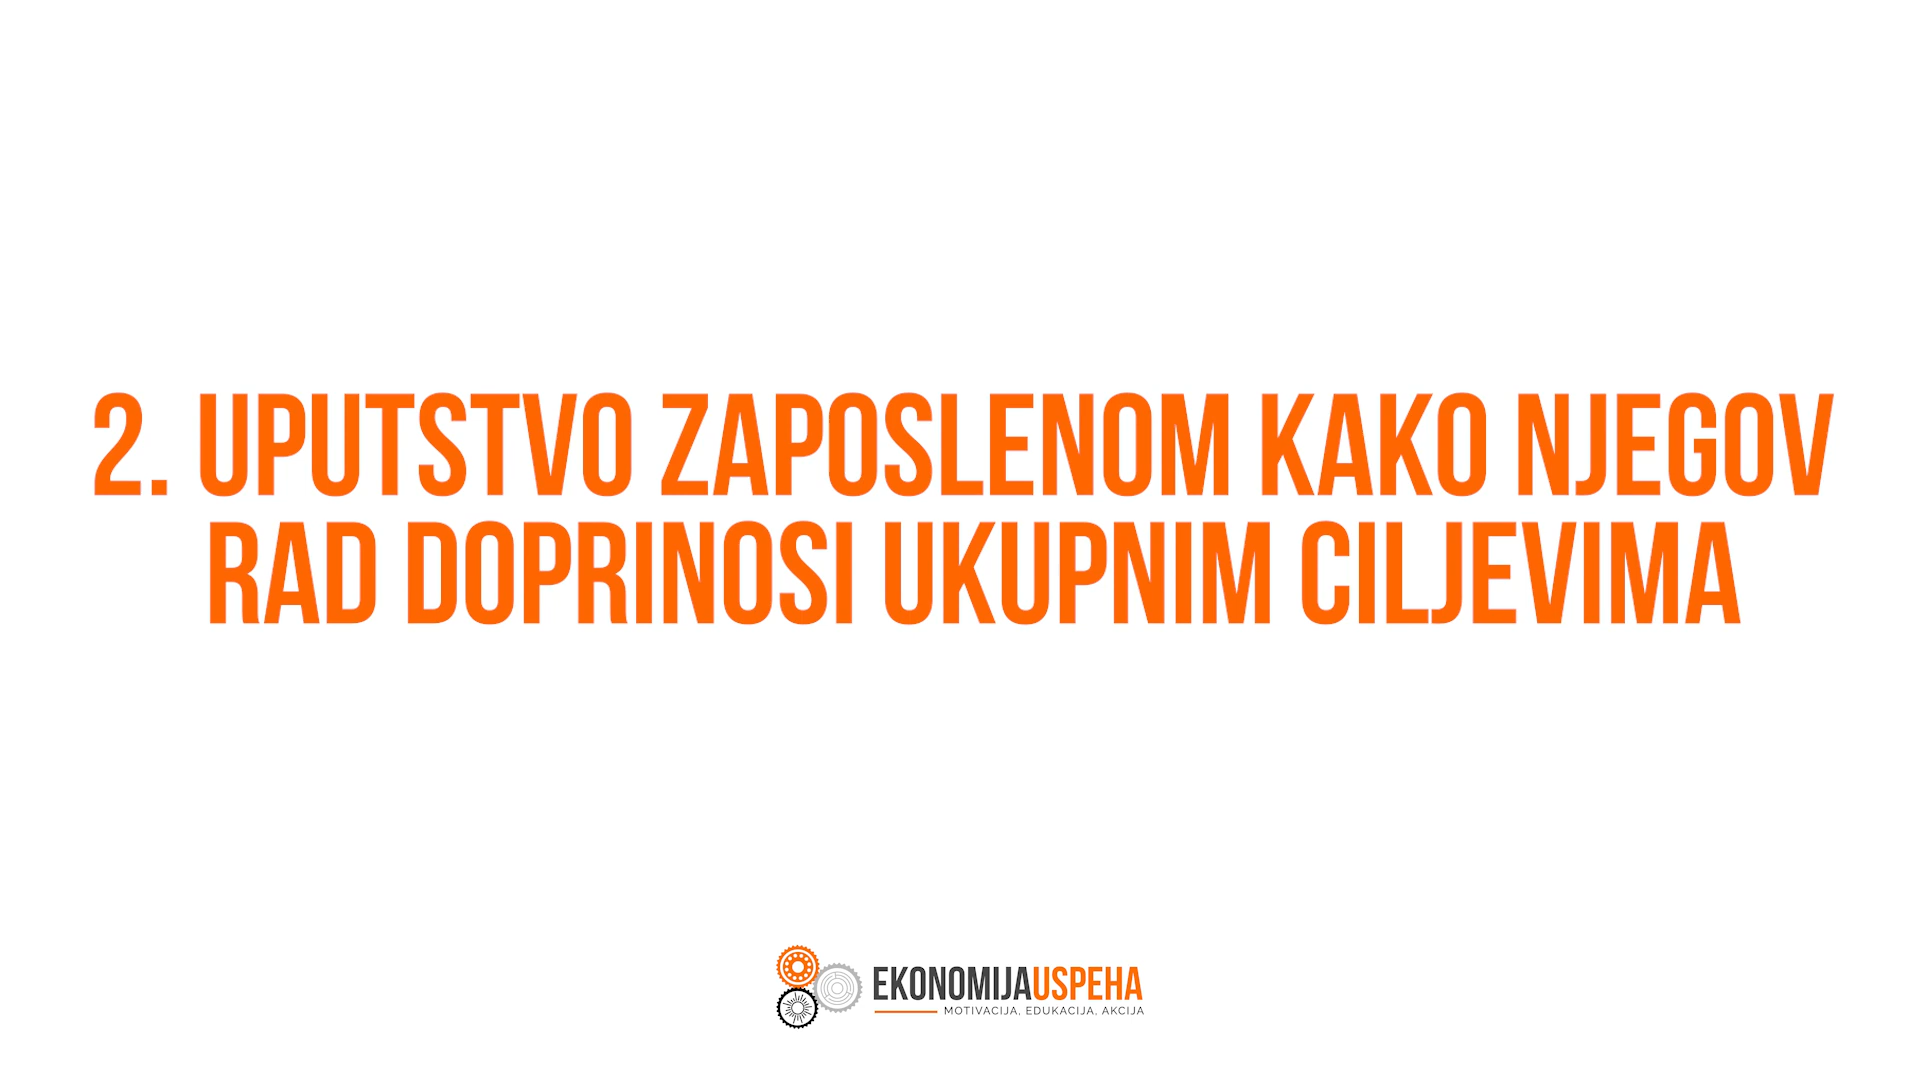 2. UPUTSTVO ZAPOSLENOM KAKO NJEGOV
RAD DOPRINOSI UKUPNIM CILJEVIMA
EKONOMIJAUSPEHA
MOTIVACIJA, EDUKACIJA, AKCIJA